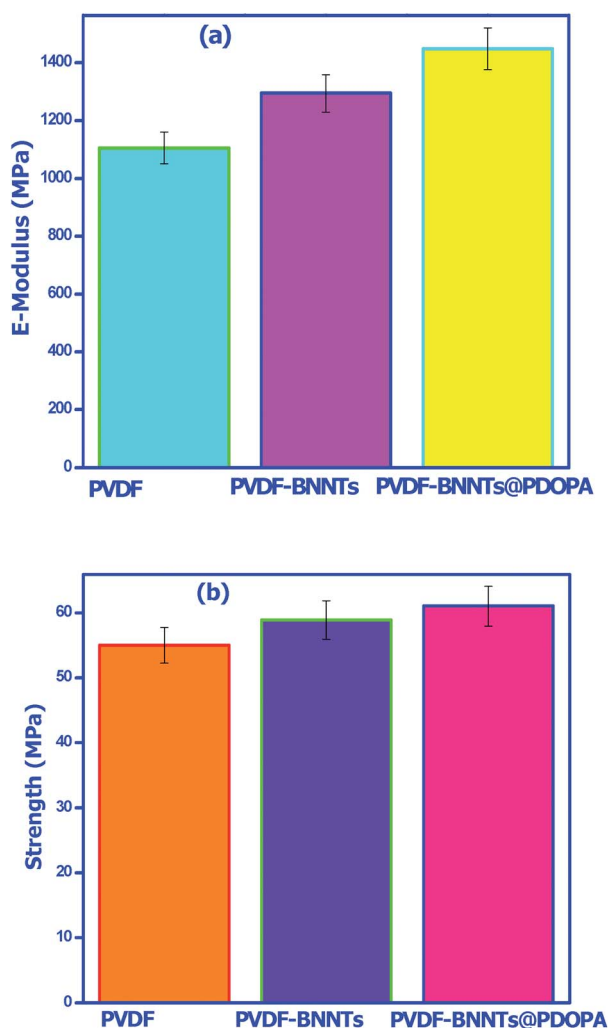 (a)
E-Modulus (MPa)
1400
1200
1000
800
600
400
200
0
PVDF PVDF-BNNTs PVDF-BNNTs@PDOPA
(b)
Strength (MPa)
60
50
40
30
20
10
0
PVDF PVDF-BNNTs PVDF-BNNTs@PDOPA